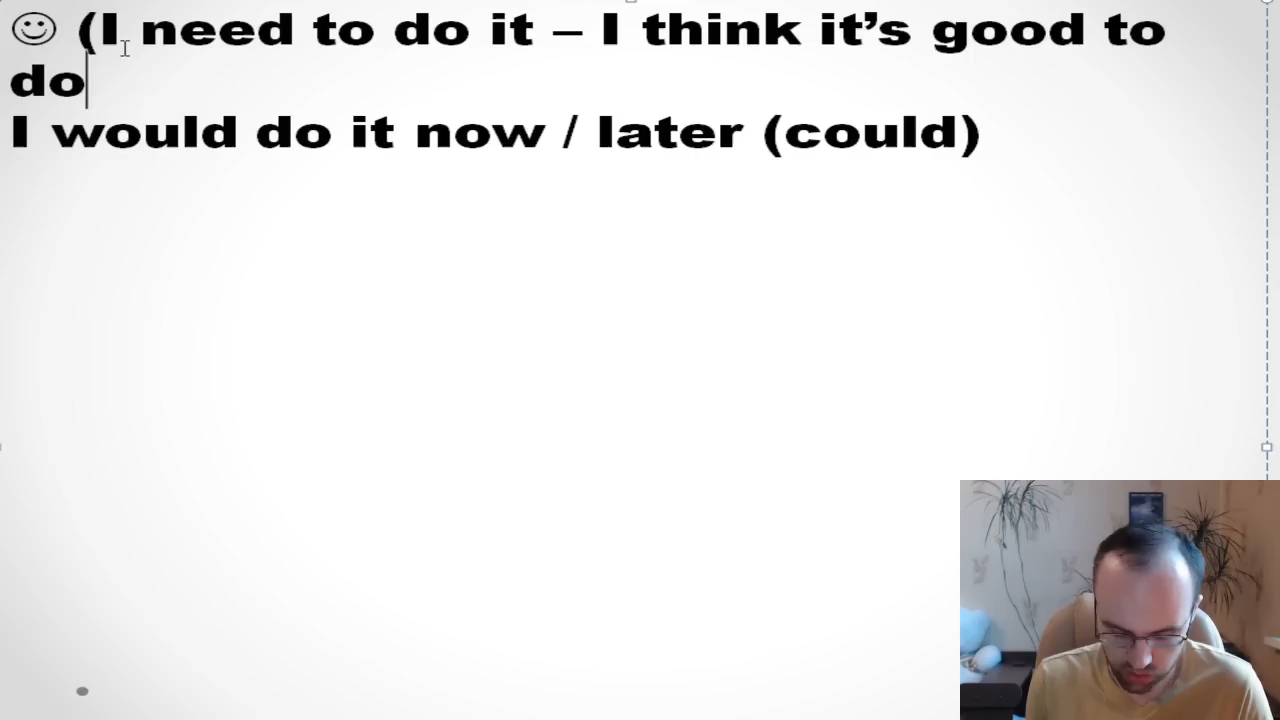 ☺ (I need to do it – I think it’s good to
do
I would do it now / later (could)